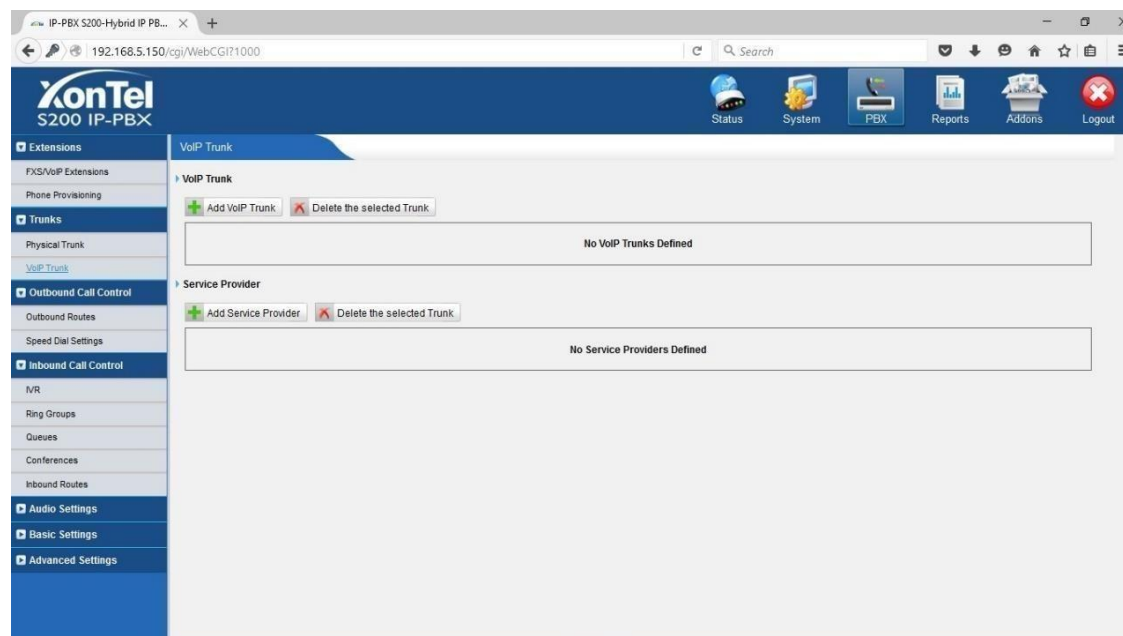 IP-PBX S200-Hybrid IP PB...
192.168.5.150/cgi/WebCGI?1000
Search
XonTel
S200 IP-PBX
Status
System
PBX
Reports
Addons
Logout
Extensions
FXS/VoIP Extensions
Phone Provisioning
Trunks
Physical Trunk
VoIP Trunk
Outbound Call Control
Outbound Routes
Speed Dial Settings
Inbound Call Control
IVR
Ring Groups
Queues
Conferences
Inbound Routes
Audio Settings
Basic Settings
Advanced Settings
VoIP Trunk
VoIP Trunk
Add VoIP Trunk
Delete the selected Trunk
No VoIP Trunks Defined
Service Provider
Add Service Provider
Delete the selected Trunk
No Service Providers Defined